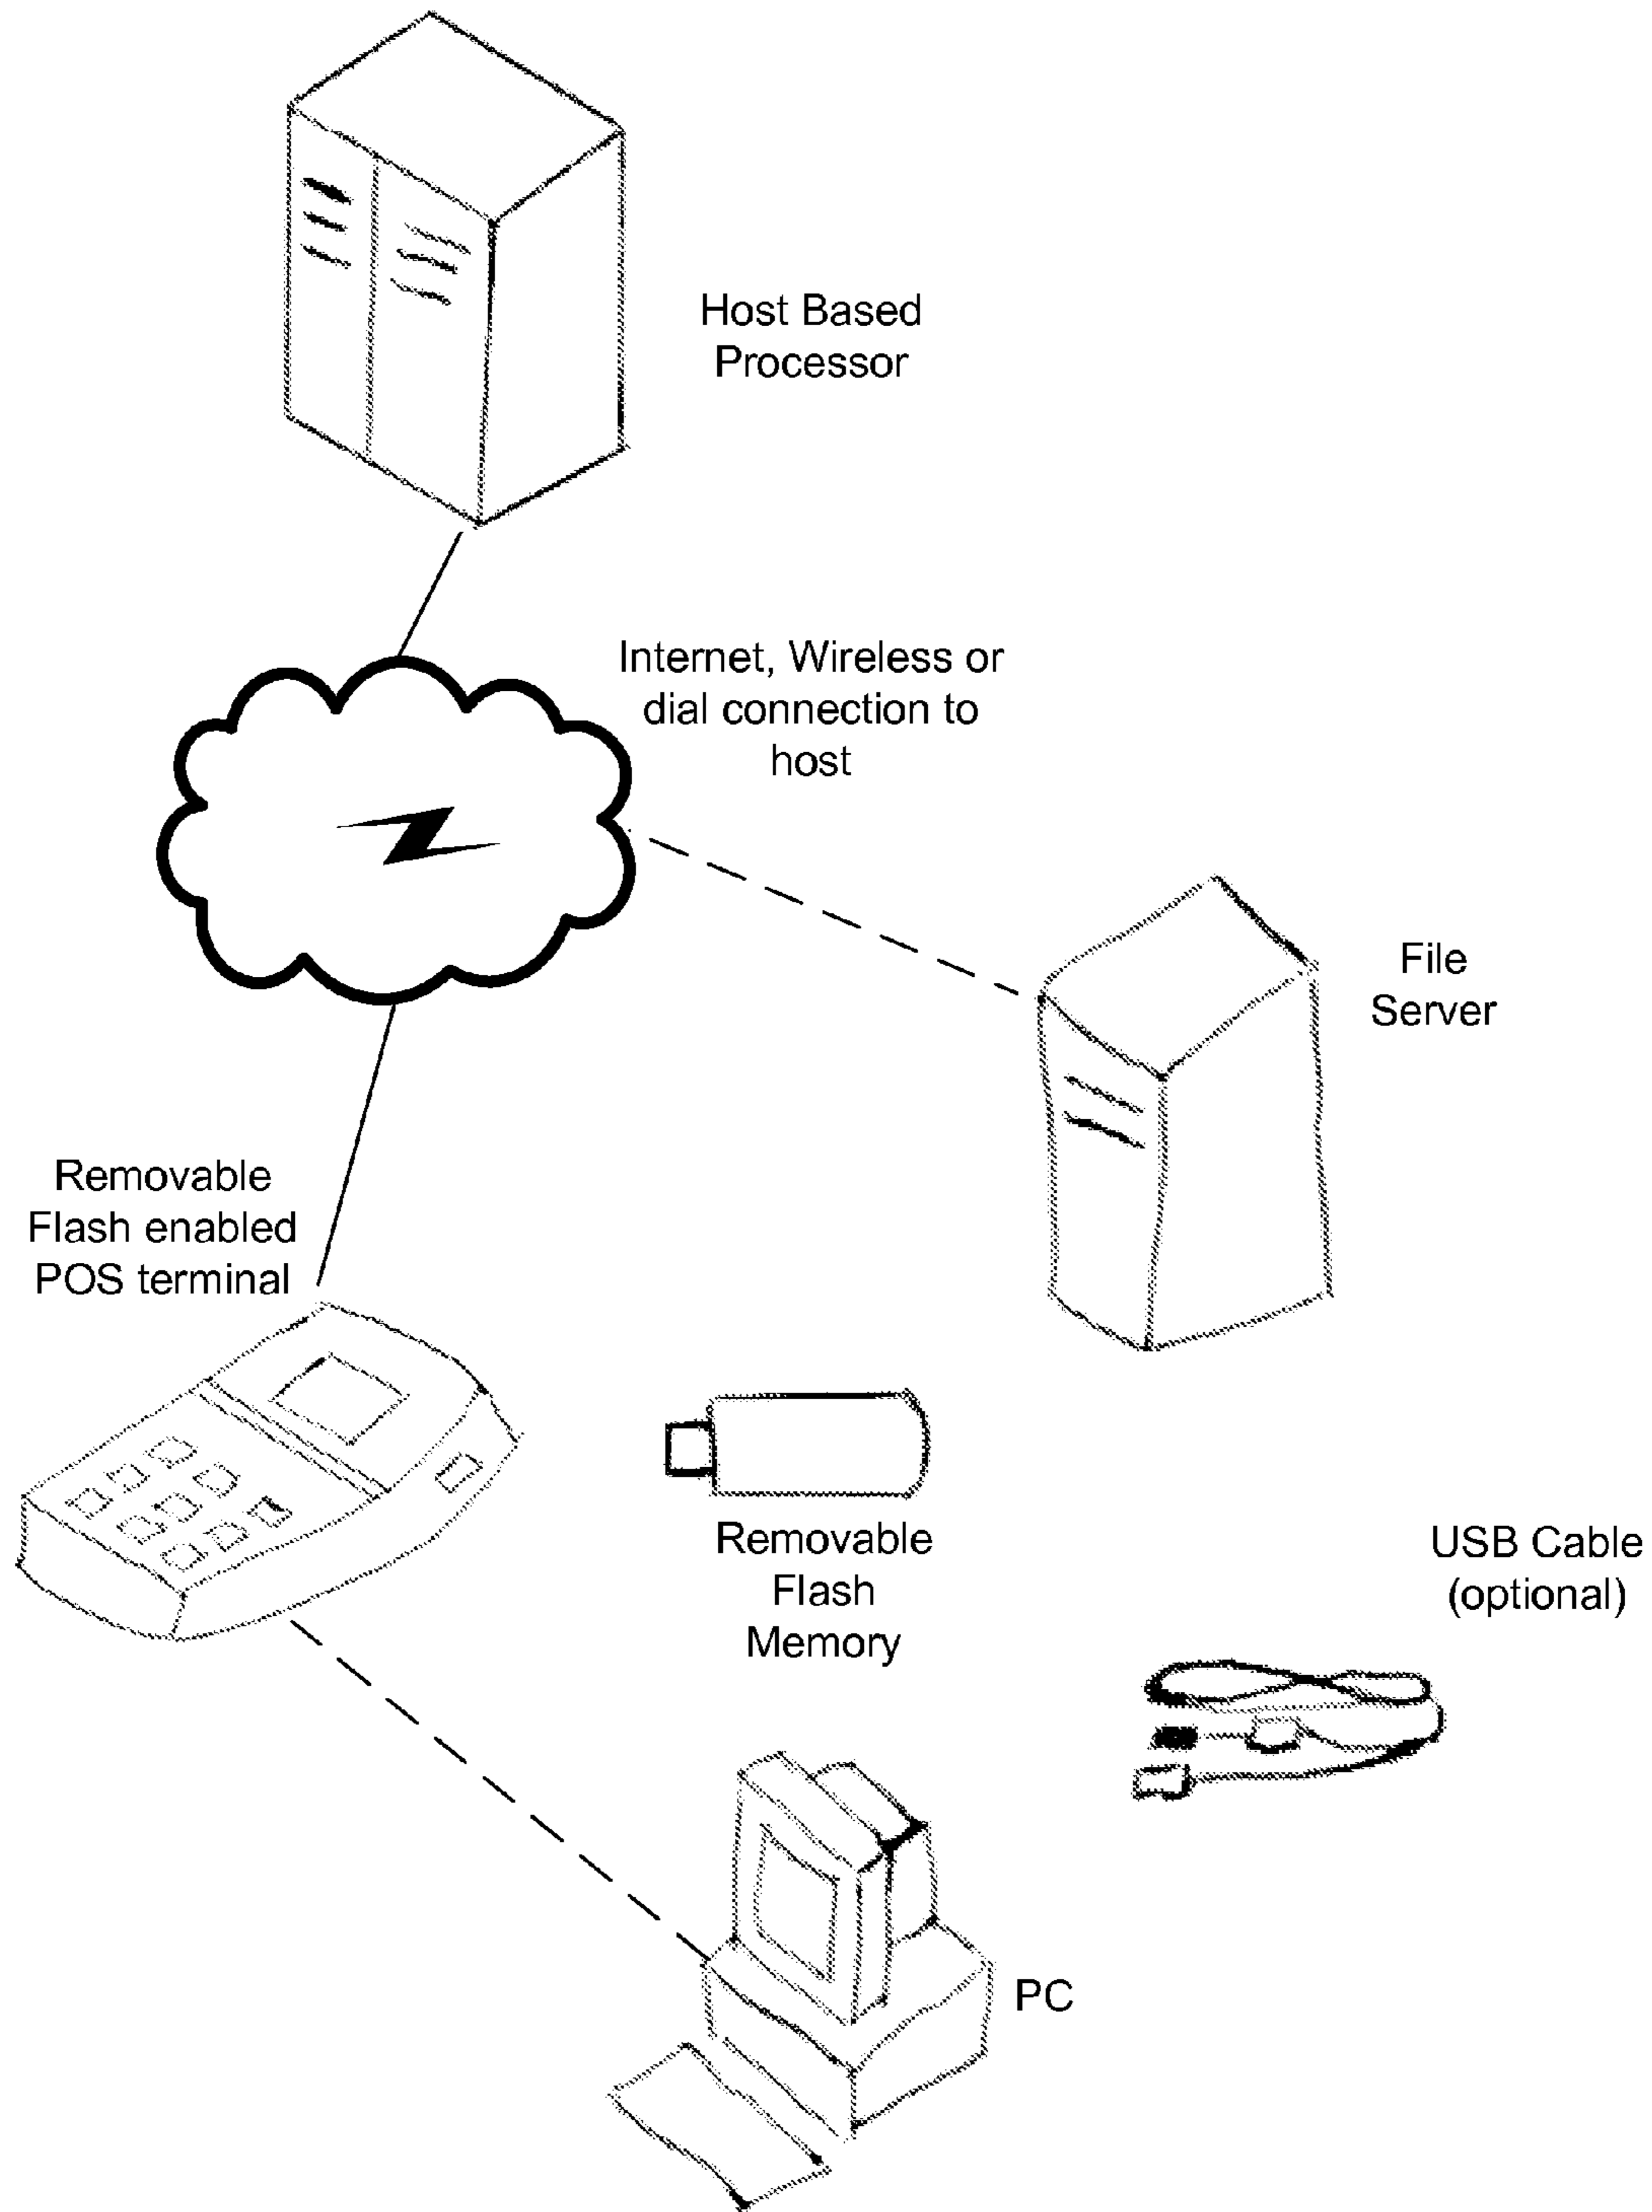 Host Based
Processor
Internet, Wireless or
dial connection to
host
File
Server
Removable
Flash enabled
POS terminal
Removable
Flash
Memory
USB Cable
(optional)
PC